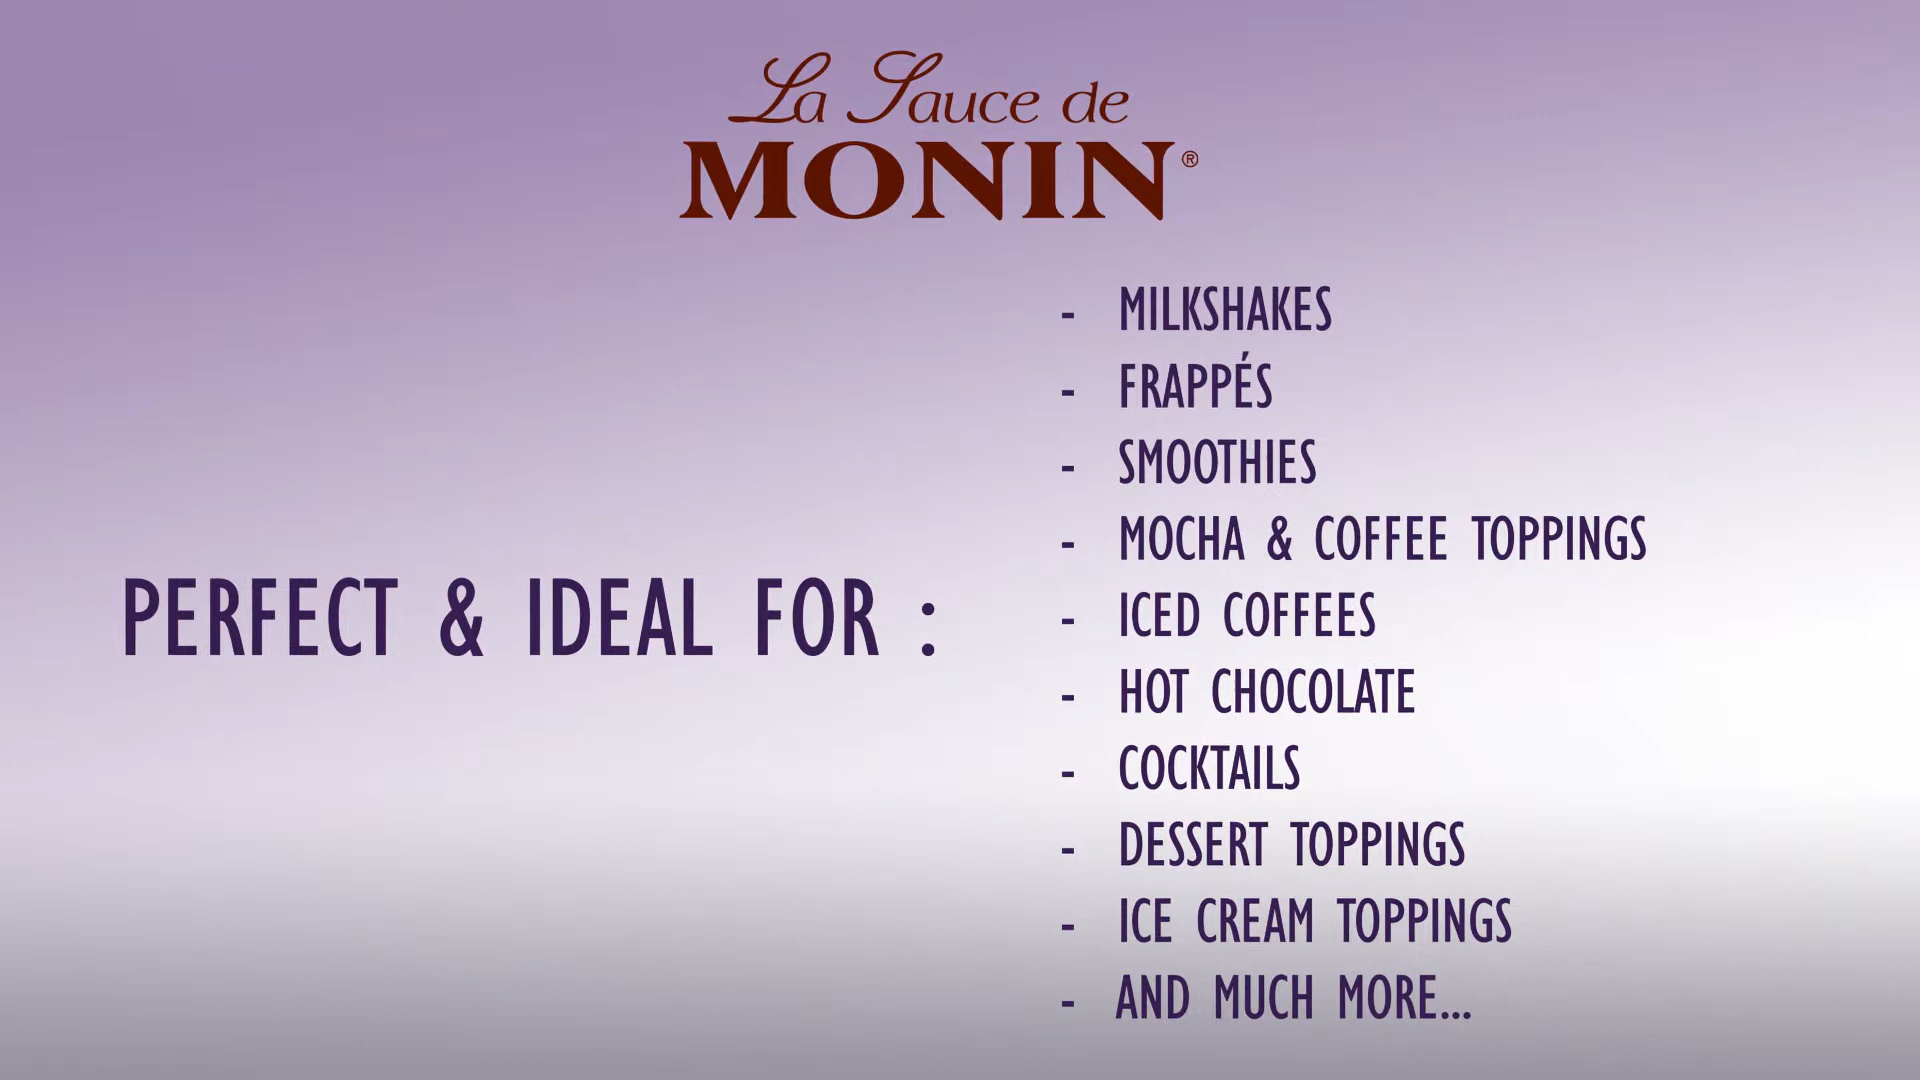 La Sauce de
MONIN®
PERFECT & IDEAL FOR :
- MILKSHAKES
- FRAPPÉS
- SMOOTHIES
- MOCHA & COFFEE TOPPINGS
- ICED COFFEES
- HOT CHOCOLATE
- COCKTAILS
- DESSERT TOPPINGS
- ICE CREAM TOPPINGS
- AND MUCH MORE...